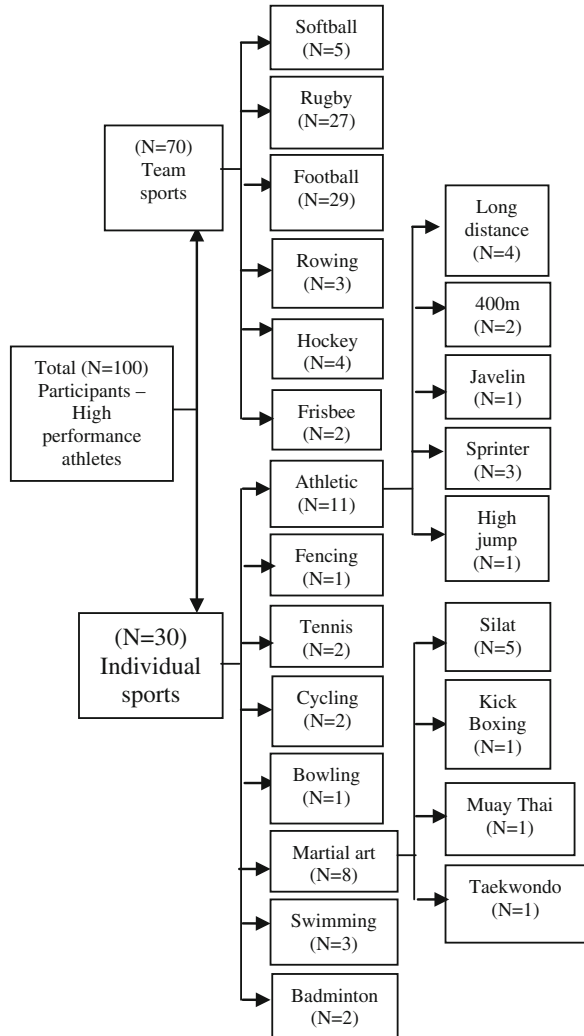 Total (N=100)
Participants –
High
performance
athletes
(N=70)
Team
sports
Softball
(N=5)
Rugby
(N=27)
Football
(N=29)
Rowing
(N=3)
Hockey
(N=4)
Frisbee
(N=2)
(N=30)
Individual
sports
Athletic
(N=11)
Long
distance
(N=4)
400m
(N=2)
Javelin
(N=1)
Sprinter
(N=3)
High
jump
(N=1)
Fencing
(N=1)
Tennis
(N=2)
Cycling
(N=2)
Bowling
(N=1)
Martial art
(N=8)
Silat
(N=5)
Kick
Boxing
(N=1)
Muay Thai
(N=1)
Taekwondo
(N=1)
Swimming
(N=3)
Badminton
(N=2)